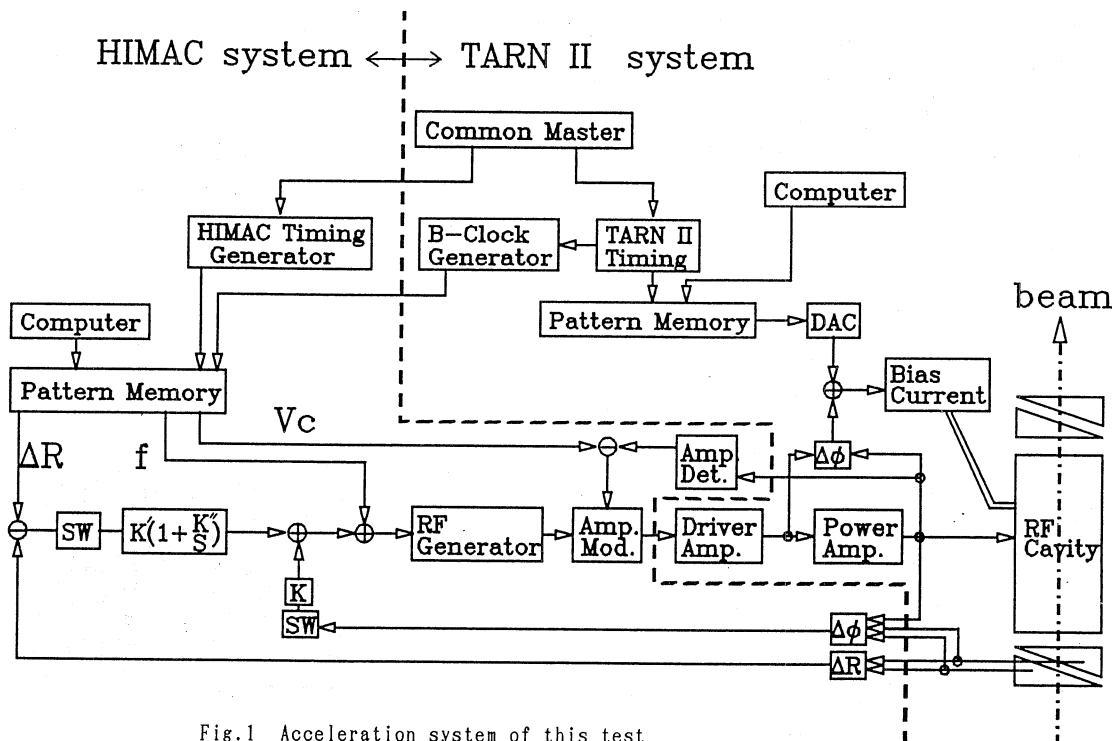 HIMAC system ↔ TARN II system
Common Master
Computer
HIMAC Timing
Generator
B-Clock
Generator
TARN II
Timing
Computer
Pattern Memory
DAC
beam
Pattern Memory
Bias
Current
Vc
ΔR
f
Amp.
Det.
Δϕ
SW
K′(1+K″/S)
RF
Generator
Amp.
Mod.
Driver
Amp.
Power
Amp.
RF
Cavity
K
SW
Δϕ
ΔR
Fig.1 Acceleration system of this test